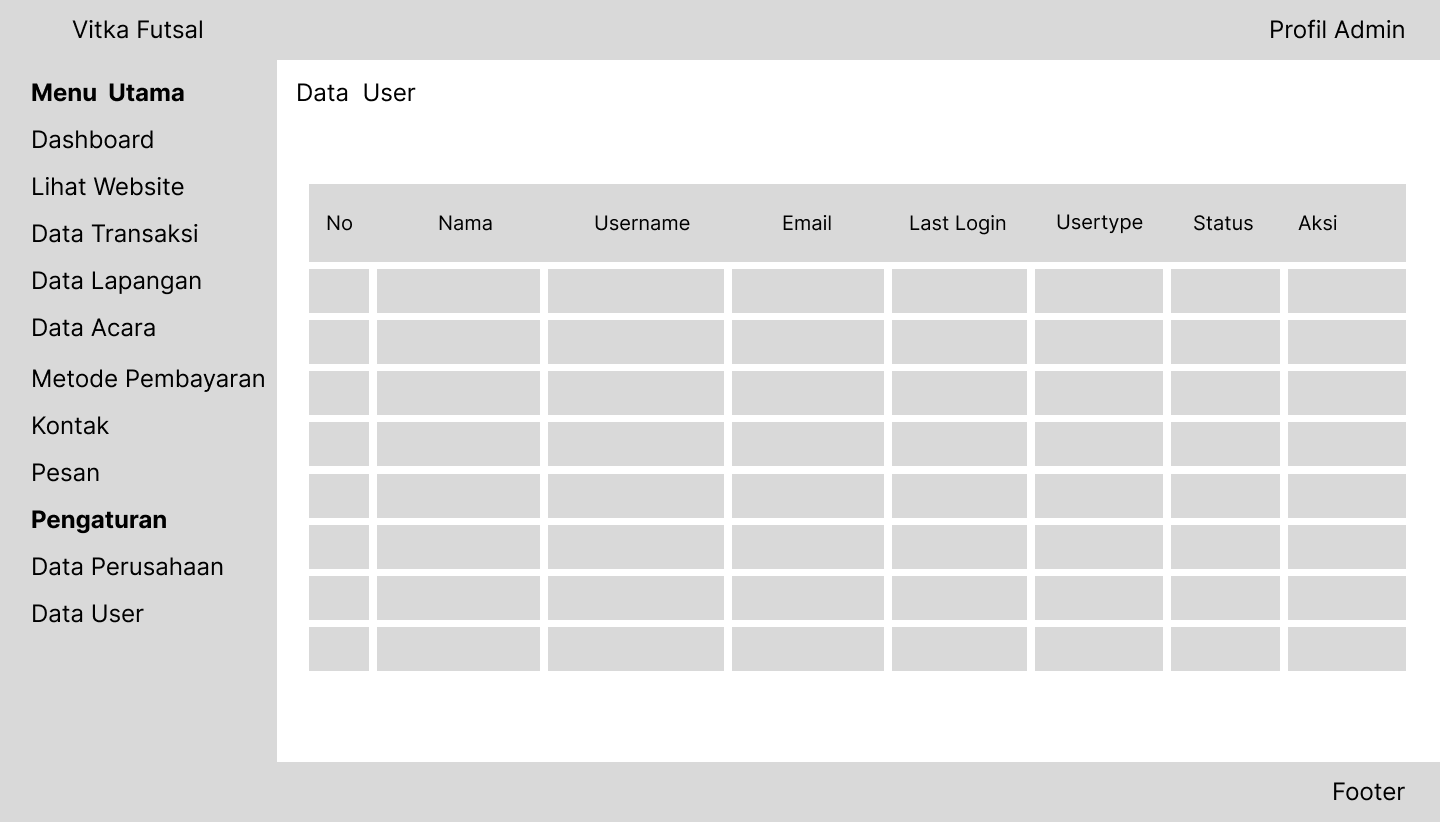 Vitka Futsal
Profil Admin
Menu Utama
Dashboard
Lihat Website
Data Transaksi
Data Lapangan
Data Acara
Metode Pembayaran
Kontak
Pesan
Pengaturan
Data Perusahaan
Data User
Data User
No Nama Username Email Last Login Usertype Status Aksi
Footer